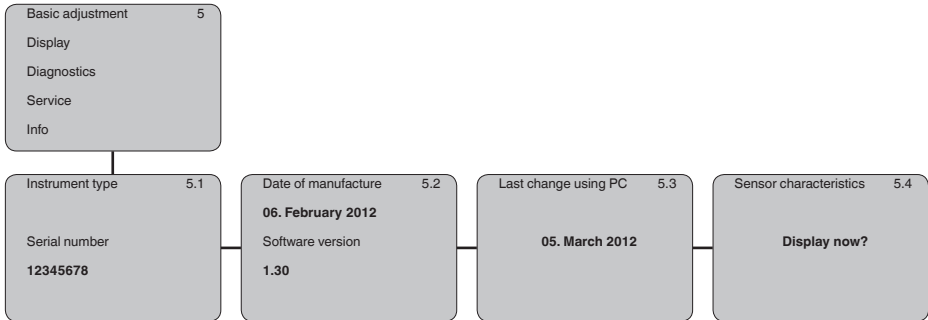 Basic adjustment 5
Display
Diagnostics
Service
Info
Instrument type 5.1
Serial number
12345678
Date of manufacture 5.2
06. February 2012
Software version
1.30
Last change using PC 5.3
05. March 2012
Sensor characteristics 5.4
Display now?